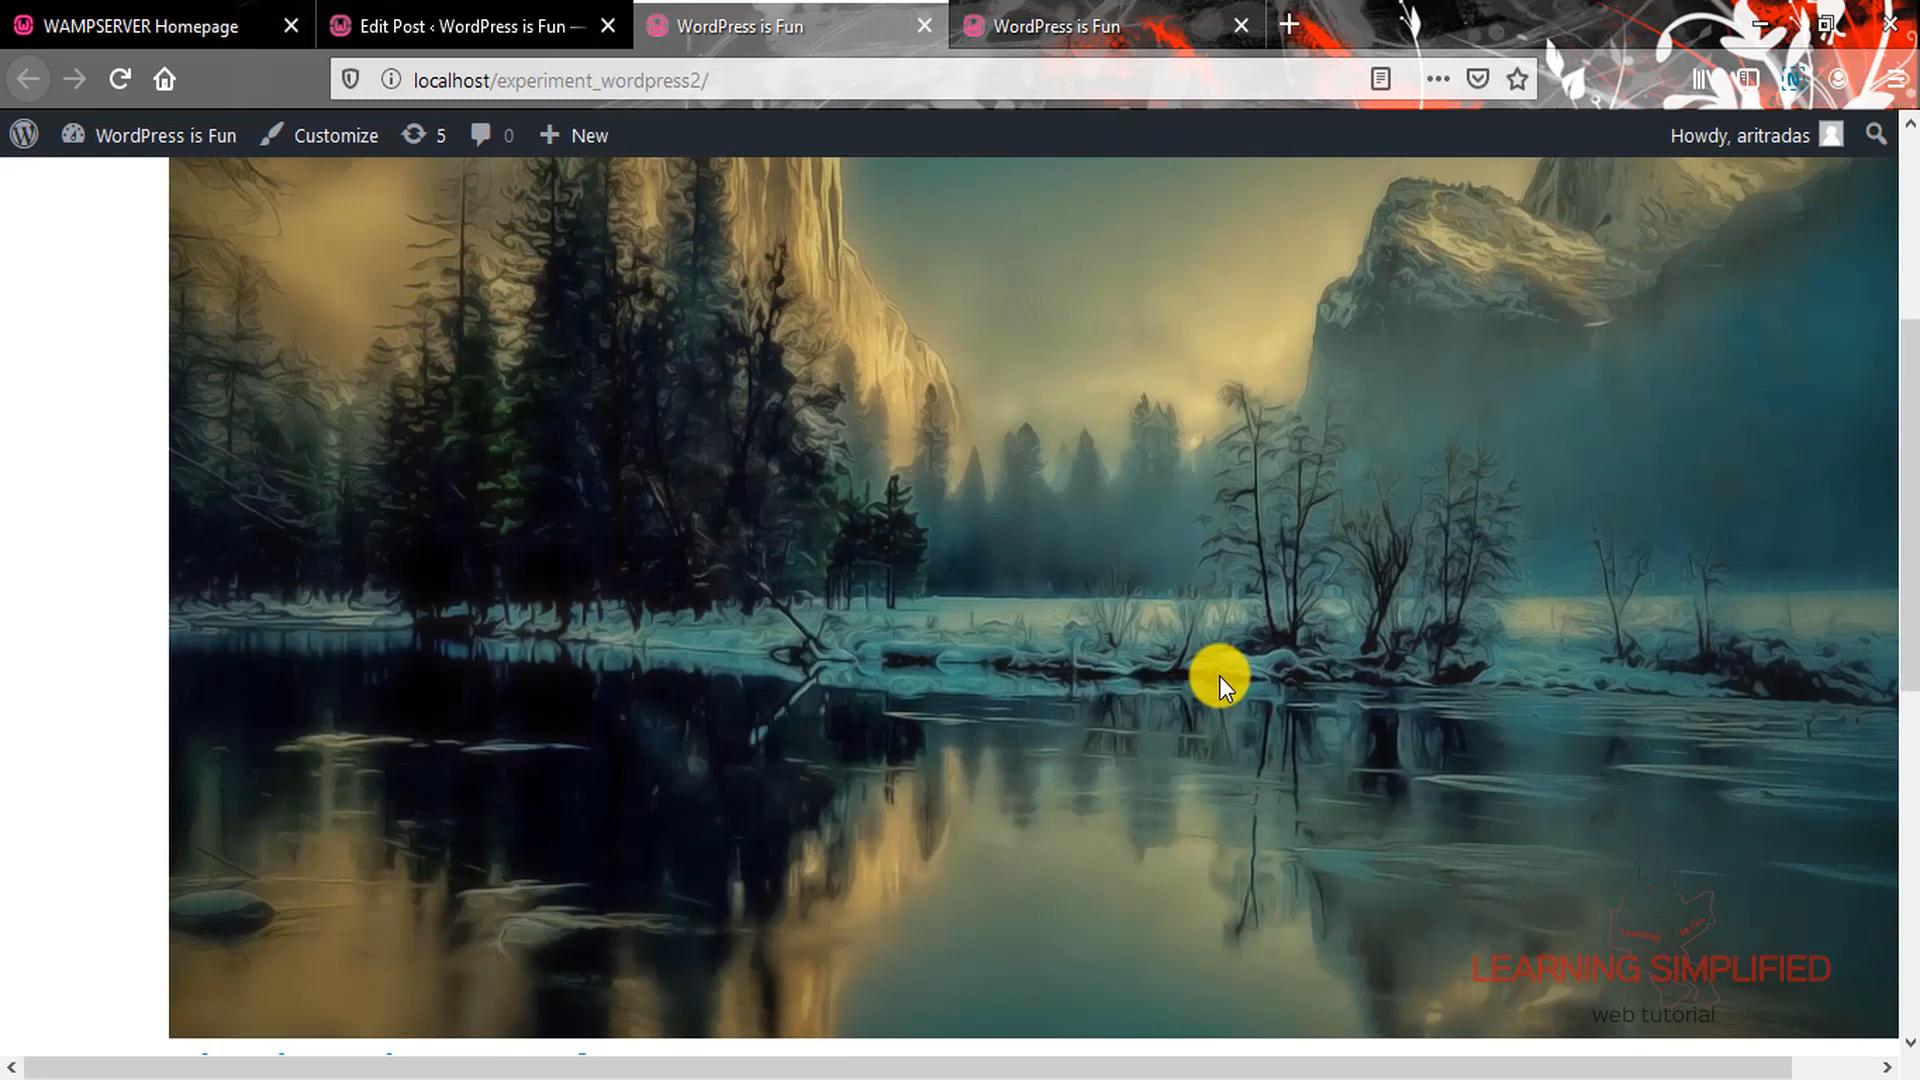 WAMPSERVER Homepage
Edit Post ‹ WordPress is Fun —
WordPress is Fun
WordPress is Fun
localhost/experiment_wordpress2/
WordPress is Fun
Customize
5
0
New
Howdy, aritradas
LEARNING SIMPLIFIED
web tutorial